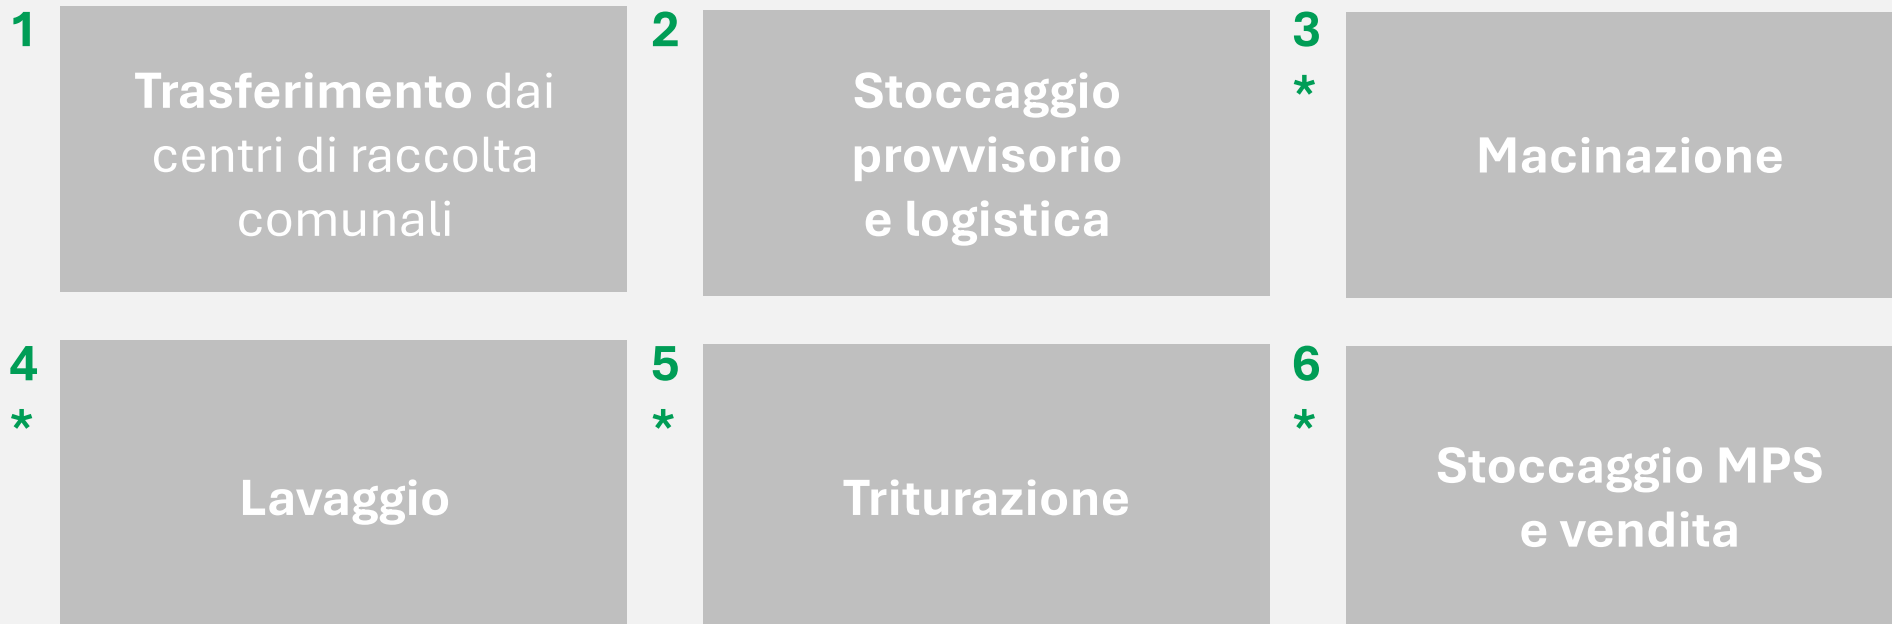 1
Trasferimento dai
centri di raccolta
comunali
2
Stoccaggio
provvisorio
e logistica
3
*
Macinazione
4
*
Lavaggio
5
*
Triturazione
6
*
Stoccaggio MPS
e vendita